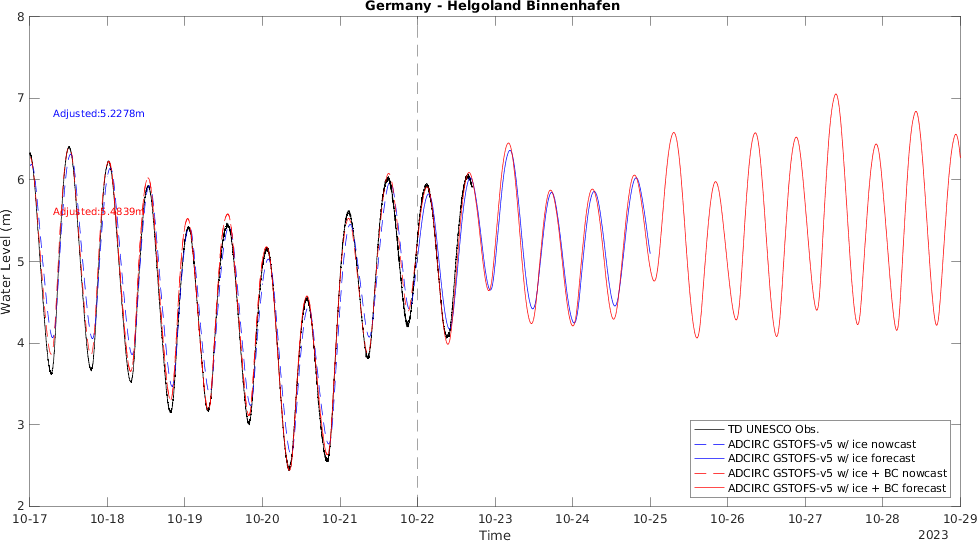 Germany - Helgoland Binnenhafen
8
7
6
5
4
3
2
Water Level (m)
Adjusted:5.2278m
Adjusted:5.4839m
TD UNESCO Obs.
ADCIRC GSTOFS-v5 w/ ice nowcast
ADCIRC GSTOFS-v5 w/ ice forecast
ADCIRC GSTOFS-v5 w/ ice + BC nowcast
ADCIRC GSTOFS-v5 w/ ice + BC forecast
10-17 10-18 10-19 10-20 10-21 10-22 10-23 10-24 10-25 10-26 10-27 10-28 10-29
Time
2023